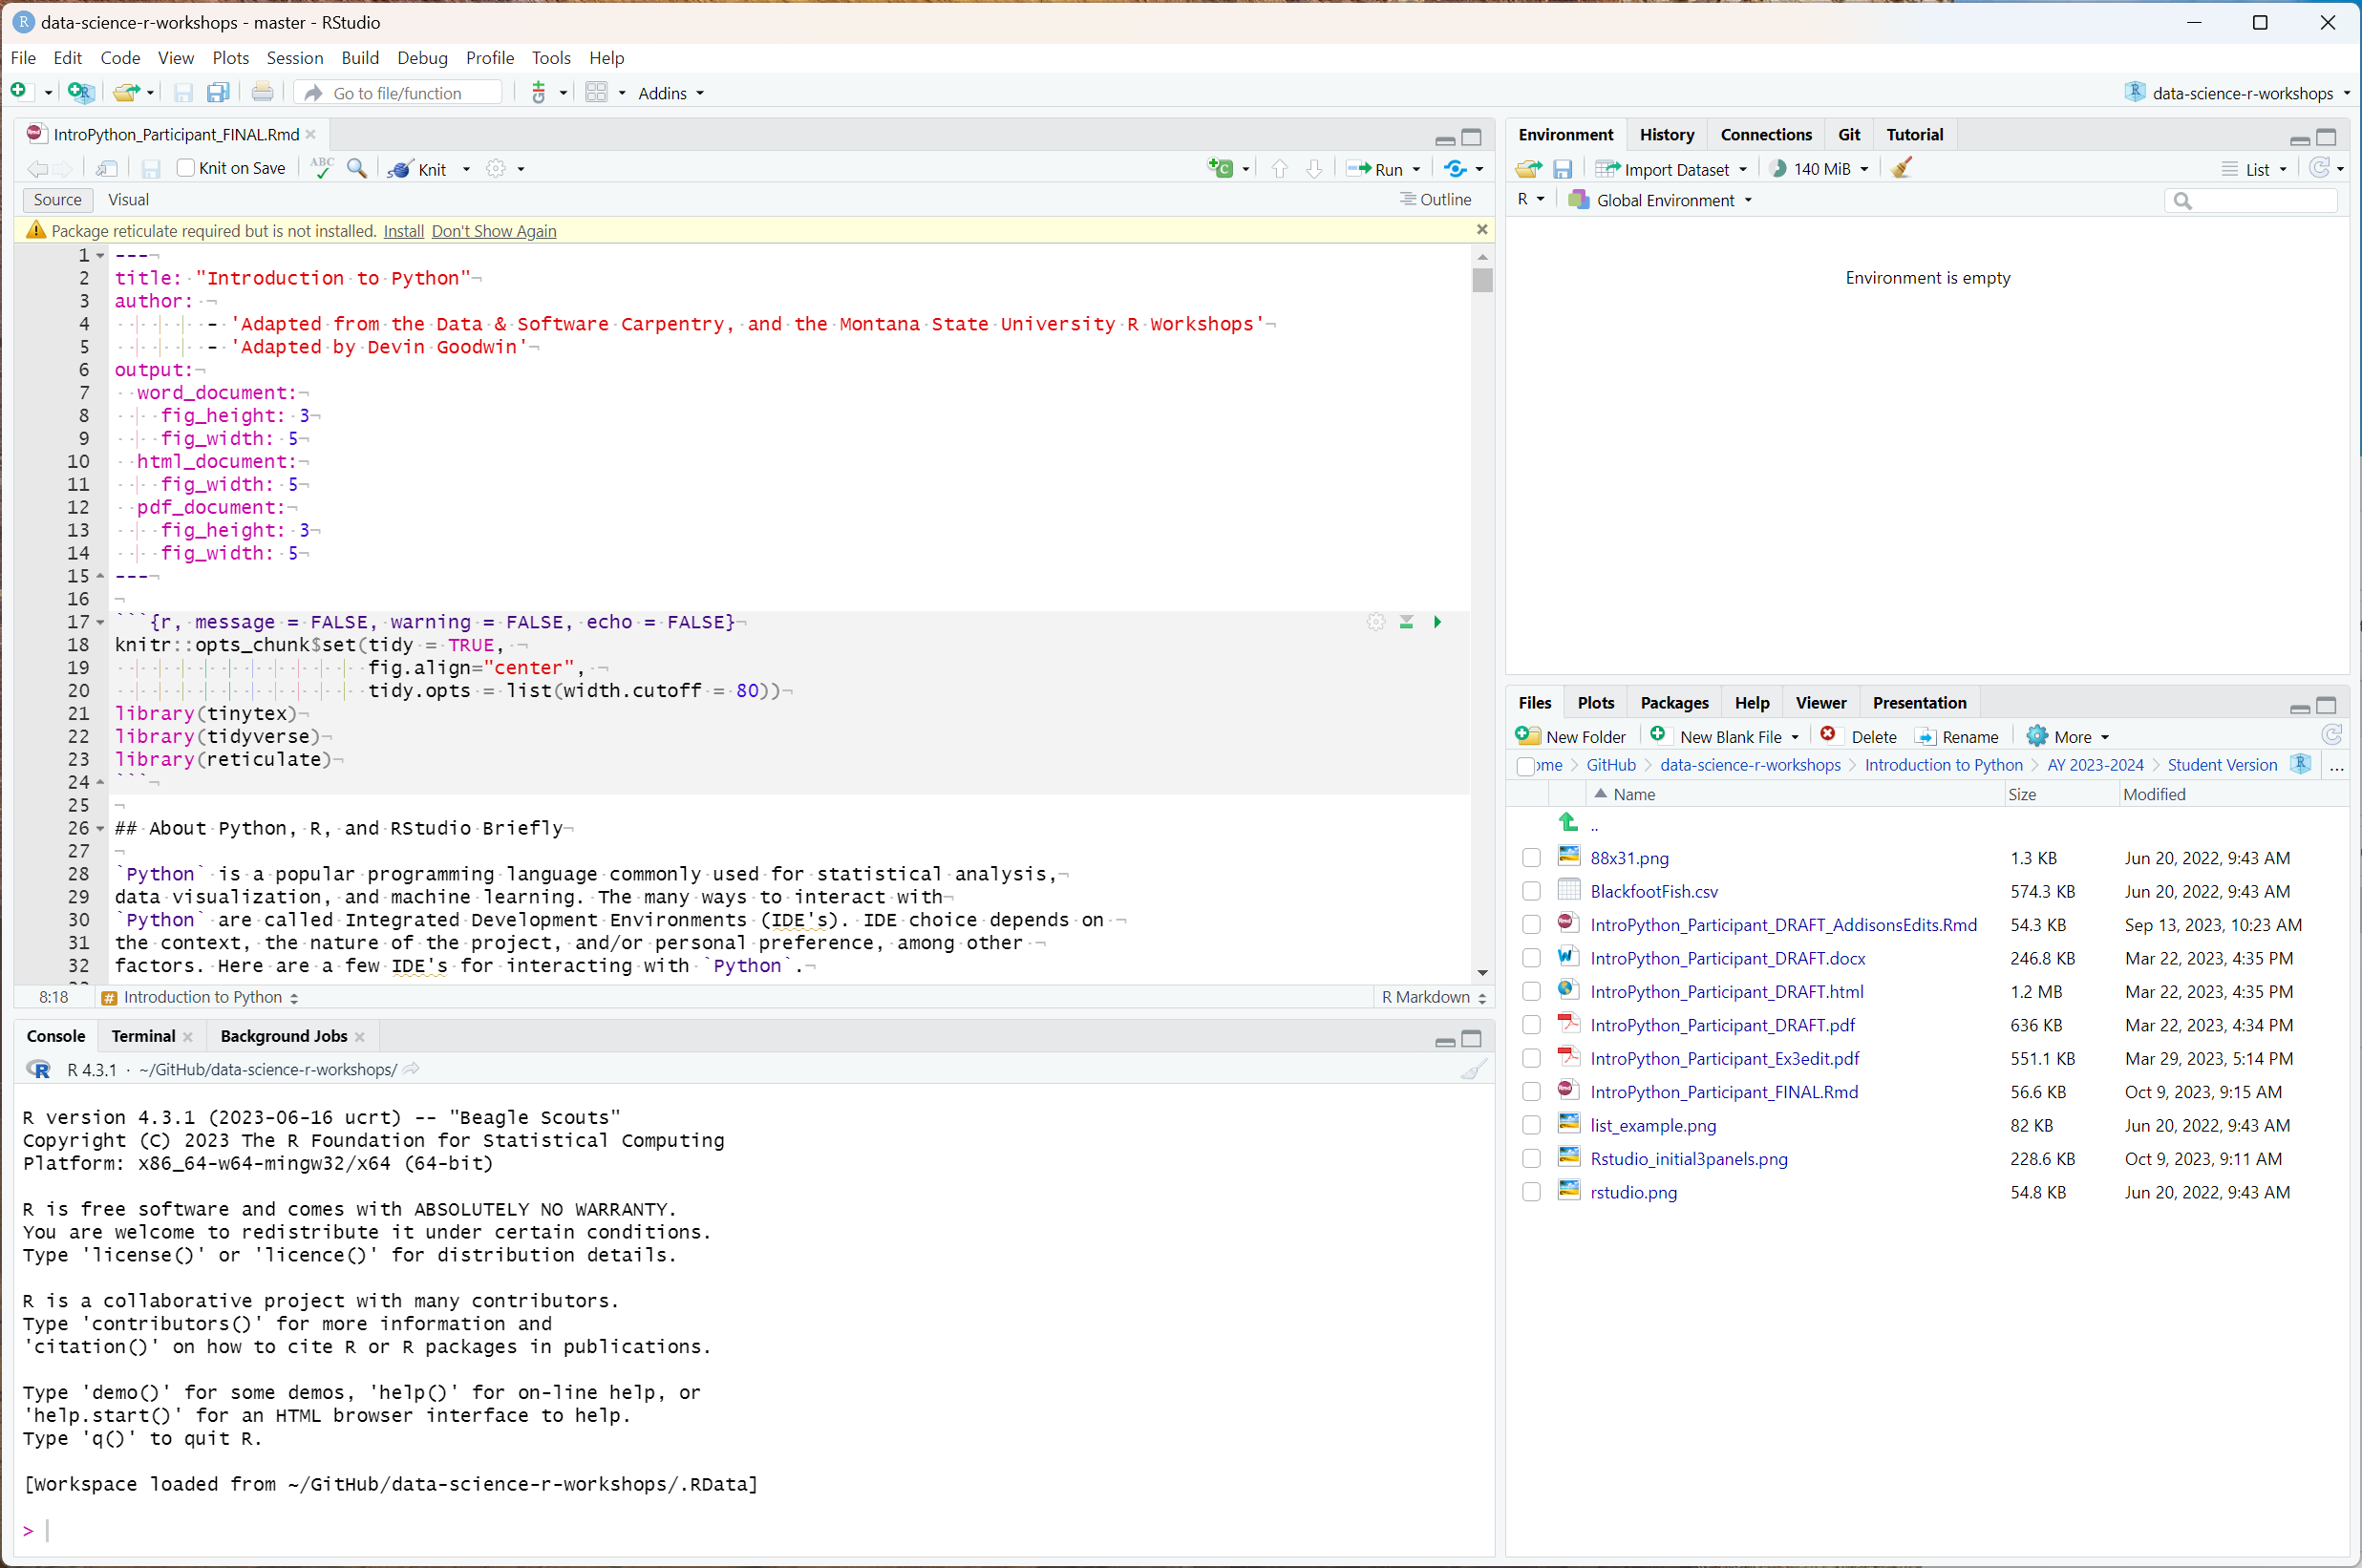 data-science-r-workshops - master - RStudio
File Edit Code View Plots Session Build Debug Profile Tools Help
Go to file/function Addins data-science-r-workshops
IntroPython_Participant_FINAL.Rmd
Knit on Save ABC Knit Run
Source Visual Outline
Package reticulate required but is not installed. Install Don't Show Again
1 ---
2 title: "Introduction to Python"
3 author:
4 - 'Adapted from the Data & Software Carpentry, and the Montana State University R Workshops'
5 - 'Adapted by Devin Goodwin'
6 output:
7 word_document:
8 fig_height: 3
9 fig_width: 5
10 html_document:
11 fig_width: 5
12 pdf_document:
13 fig_height: 3
14 fig_width: 5
15 ---
16
17 ```{r, message = FALSE, warning = FALSE, echo = FALSE}
18 knitr::opts_chunk$set(tidy = TRUE,
19 fig.align="center",
20 tidy.opts = list(width.cutoff = 80))
21 library(tinytex)
22 library(tidyverse)
23 library(reticulate)
24 ```
25
26 ## About Python, R, and RStudio Briefly
27
28 `Python` is a popular programming language commonly used for statistical analysis,
29 data visualization, and machine learning. The many ways to interact with
30 `Python` are called Integrated Development Environments (IDE's). IDE choice depends on
31 the context, the nature of the project, and/or personal preference, among other
32 factors. Here are a few IDE's for interacting with `Python`.
8:18 Introduction to Python R Markdown
Console Terminal Background Jobs
R 4.3.1 · ~/GitHub/data-science-r-workshops/
R version 4.3.1 (2023-06-16 ucrt) -- "Beagle Scouts"
Copyright (C) 2023 The R Foundation for Statistical Computing
Platform: x86_64-w64-mingw32/x64 (64-bit)
R is free software and comes with ABSOLUTELY NO WARRANTY.
You are welcome to redistribute it under certain conditions.
Type 'license()' or 'licence()' for distribution details.
R is a collaborative project with many contributors.
Type 'contributors()' for more information and
'citation()' on how to cite R or R packages in publications.
Type 'demo()' for some demos, 'help()' for on-line help, or
'help.start()' for an HTML browser interface to help.
Type 'q()' to quit R.
[Workspace loaded from ~/GitHub/data-science-r-workshops/.RData]
>
Environment History Connections Git Tutorial
Import Dataset 140 MiB List
R Global Environment
Environment is empty
Files Plots Packages Help Viewer Presentation
New Folder New Blank File Delete Rename More
ome GitHub data-science-r-workshops Introduction to Python AY 2023-2024 Student Version ...
Name Size Modified
..
88x31.png 1.3 KB Jun 20, 2022, 9:43 AM
BlackfootFish.csv 574.3 KB Jun 20, 2022, 9:43 AM
IntroPython_Participant_DRAFT_AddisonsEdits.Rmd 54.3 KB Sep 13, 2023, 10:23 AM
IntroPython_Participant_DRAFT.docx 246.8 KB Mar 22, 2023, 4:35 PM
IntroPython_Participant_DRAFT.html 1.2 MB Mar 22, 2023, 4:35 PM
IntroPython_Participant_DRAFT.pdf 636 KB Mar 22, 2023, 4:34 PM
IntroPython_Participant_Ex3edit.pdf 551.1 KB Mar 29, 2023, 5:14 PM
IntroPython_Participant_FINAL.Rmd 56.6 KB Oct 9, 2023, 9:15 AM
list_example.png 82 KB Jun 20, 2022, 9:43 AM
Rstudio_initial3panels.png 228.6 KB Oct 9, 2023, 9:11 AM
rstudio.png 54.8 KB Jun 20, 2022, 9:43 AM